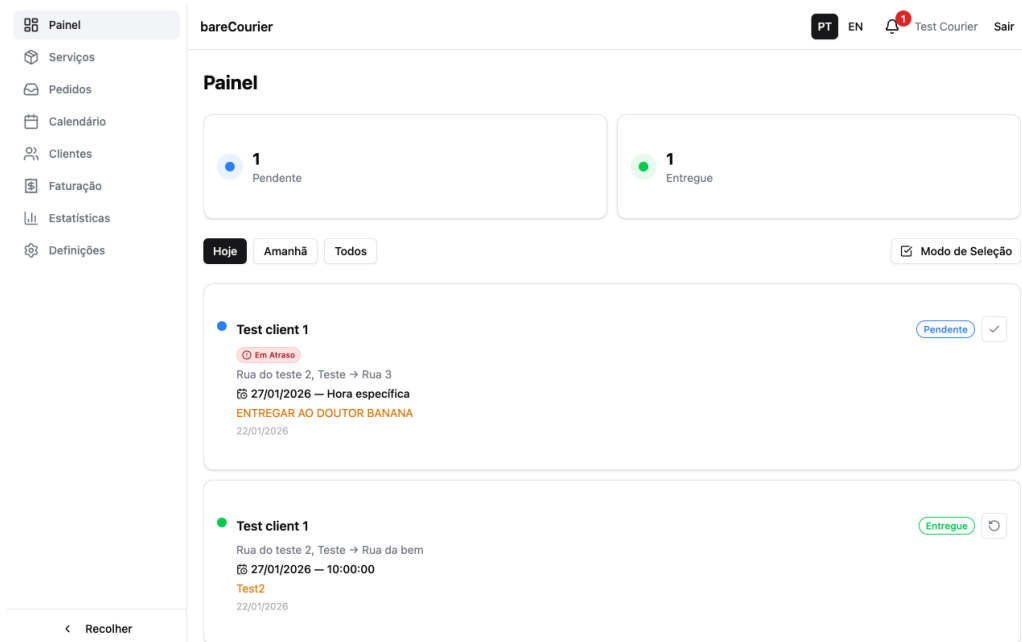 Painel
Serviços
Pedidos
Calendário
Clientes
Faturação
Estatísticas
Definições
Recolher
bareCourier
PT EN 1 Test Courier Sair
Painel
1
Pendente
1
Entregue
Hoje Amanhã Todos Modo de Seleção
Test client 1 Pendente
Em Atraso
Rua do teste 2, Teste → Rua 3
27/01/2026 — Hora específica
ENTREGAR AO DOUTOR BANANA
22/01/2026
Test client 1 Entregue
Rua do teste 2, Teste → Rua da bem
27/01/2026 — 10:00:00
Test2
22/01/2026